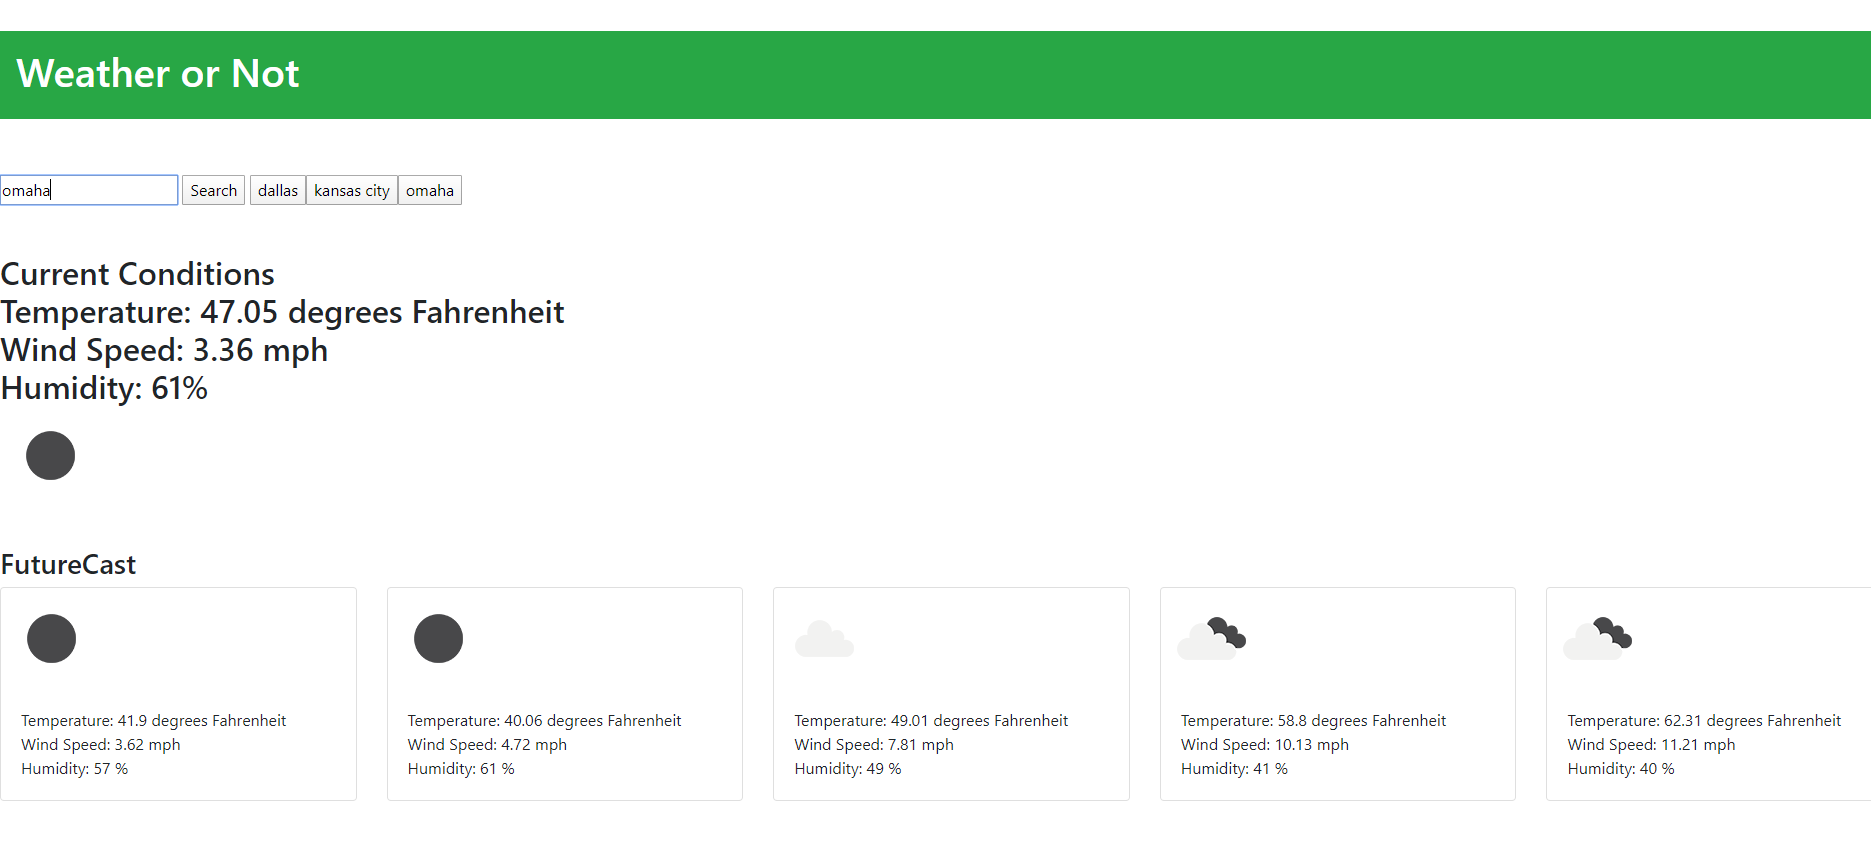 Weather or Not
omaha Search dallas kansas city omaha
Current Conditions
Temperature: 47.05 degrees Fahrenheit
Wind Speed: 3.36 mph
Humidity: 61%
FutureCast
Temperature: 41.9 degrees Fahrenheit
Wind Speed: 3.62 mph
Humidity: 57 %
Temperature: 40.06 degrees Fahrenheit
Wind Speed: 4.72 mph
Humidity: 61 %
Temperature: 49.01 degrees Fahrenheit
Wind Speed: 7.81 mph
Humidity: 49 %
Temperature: 58.8 degrees Fahrenheit
Wind Speed: 10.13 mph
Humidity: 41 %
Temperature: 62.31 degrees Fahrenheit
Wind Speed: 11.21 mph
Humidity: 40 %